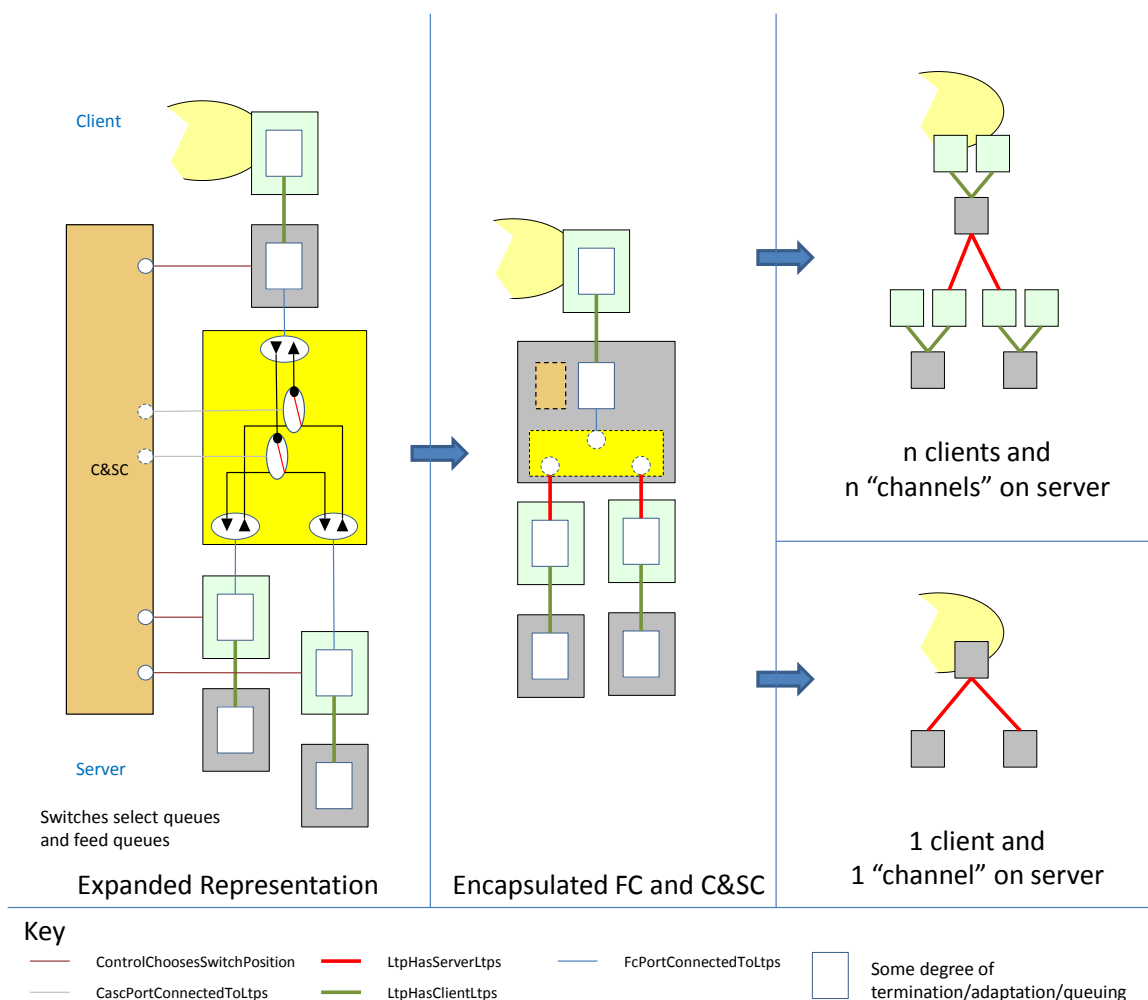 Client
C&SC
Server
Switches select queues
and feed queues
Expanded Representation
Encapsulated FC and C&SC
n clients and
n “channels” on server
1 client and
1 “channel” on server
Key
ControlChoosesSwitchPosition
LtpHasServerLtps
FcPortConnectedToLtps
CascPortConnectedToLtps
LtpHasClientLtps
Some degree of
termination/adaptation/queuing